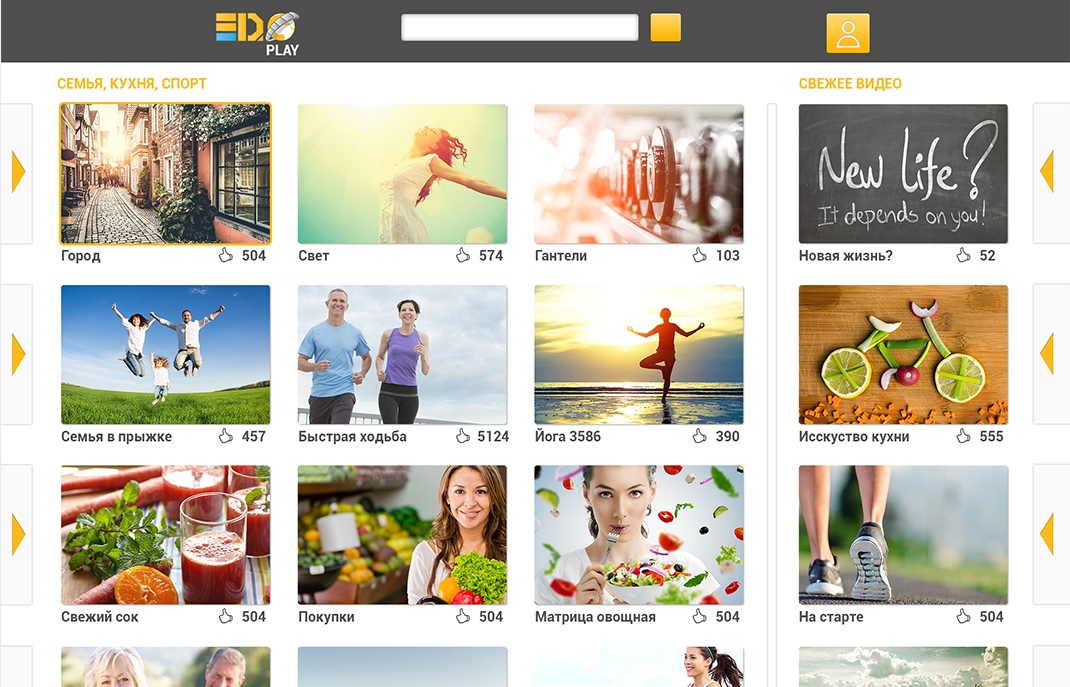 EDO
PLAY
СЕМЬЯ, КУХНЯ, СПОРТ
СВЕЖЕЕ ВИДЕО
New life?
It depends on you!
Город 504
Свет 574
Гантели 103
Новая жизнь? 52
Семья в прыжке 457
Быстрая ходьба 5124
Йога 3586 390
Исскуство кухни 555
Свежий сок 504
Покупки 504
Матрица овощная 504
На старте 504